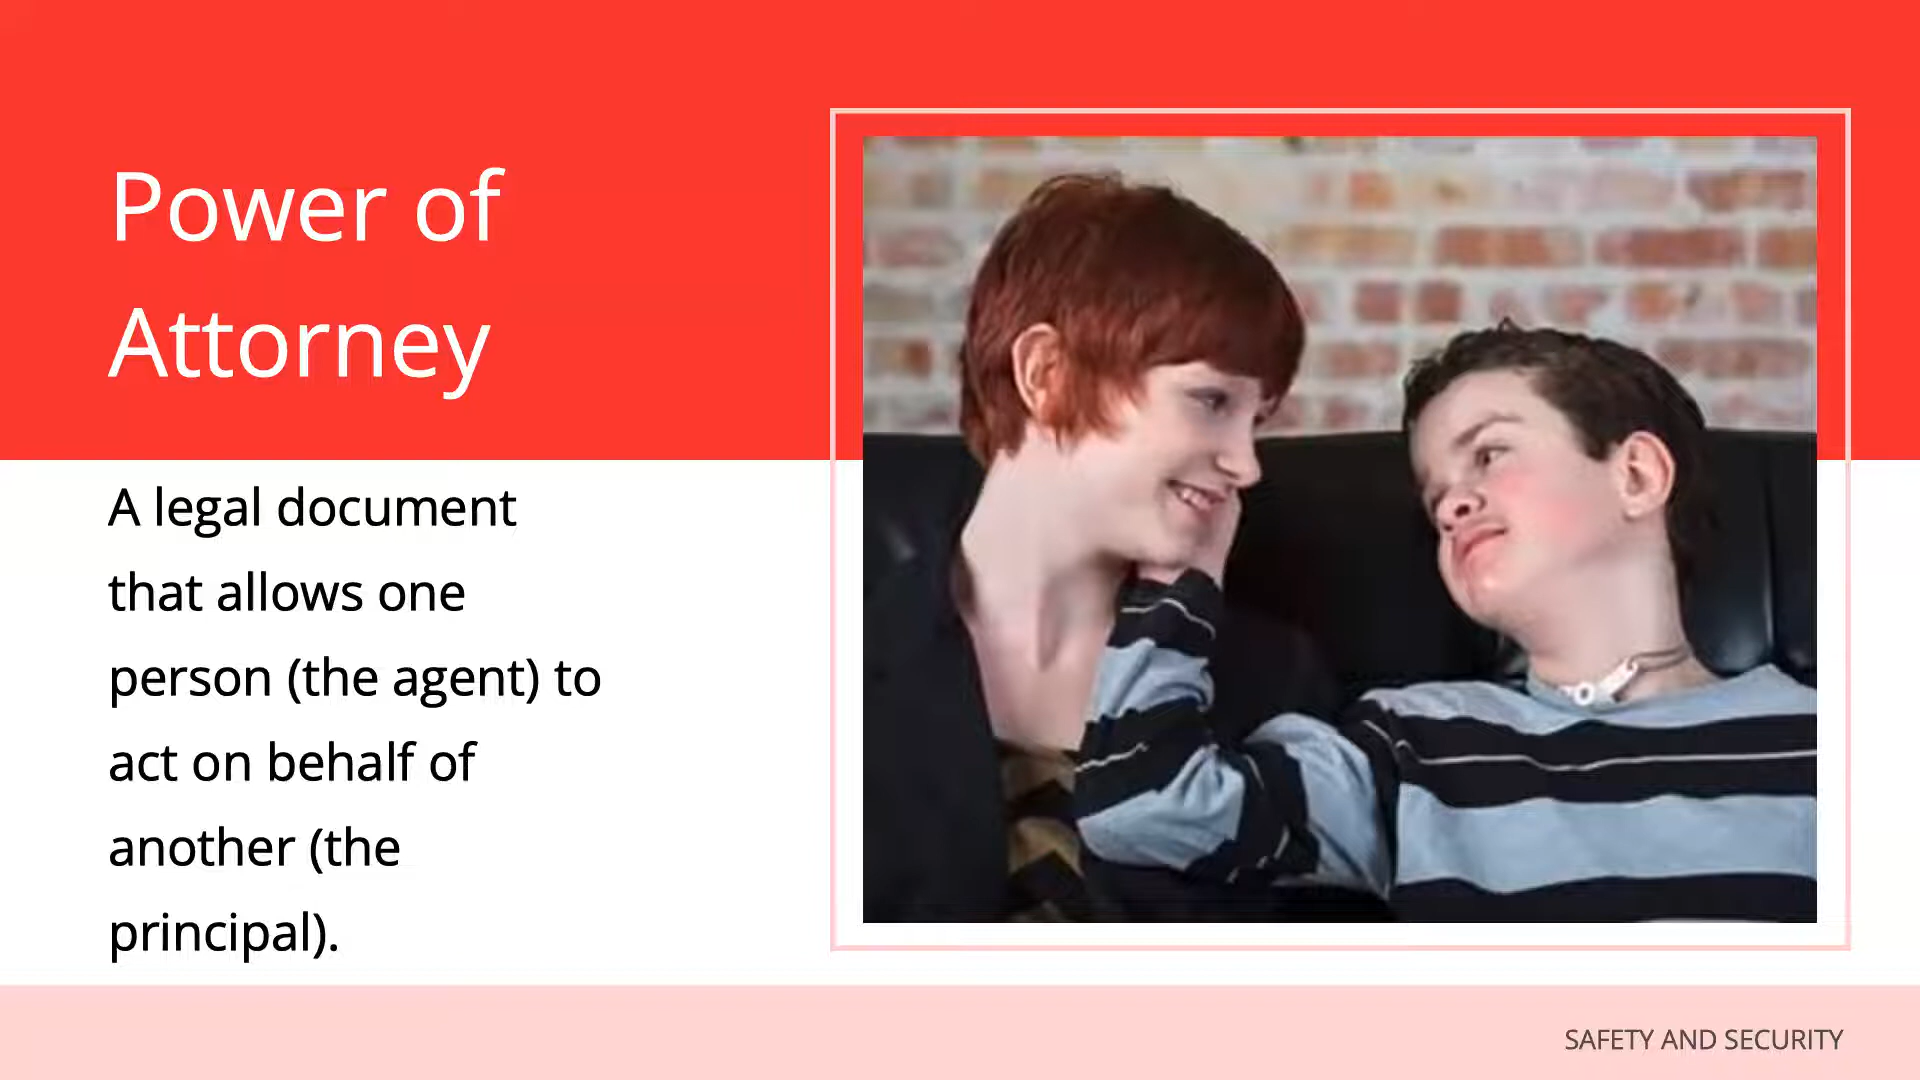 Power of
Attorney
A legal document
that allows one
person (the agent) to
act on behalf of
another (the
principal).
SAFETY AND SECURITY